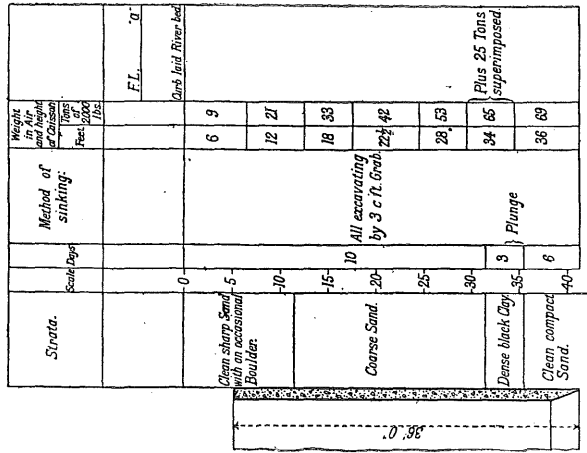 Strata.
Scale
Days
Method of
sinking:
Weight
in Air
and height
of Caisson
Feet.
Tons
of
2,000
lbs.
F.L. "a"
Curb laid River bed.
0
5
10
15
20
25
30
35
40
Clean sharp Sand
with an occasional
Boulder.
Coarse Sand.
Dense black Clay
Clean compact
Sand.
10
3
6
All excavating
by 3 c ft. Grab.
Plunge
6 9
12 21
18 33
22½ 42
28 53
34 65
36 69
Plus 25 Tons
superimposed.
36'. 0"